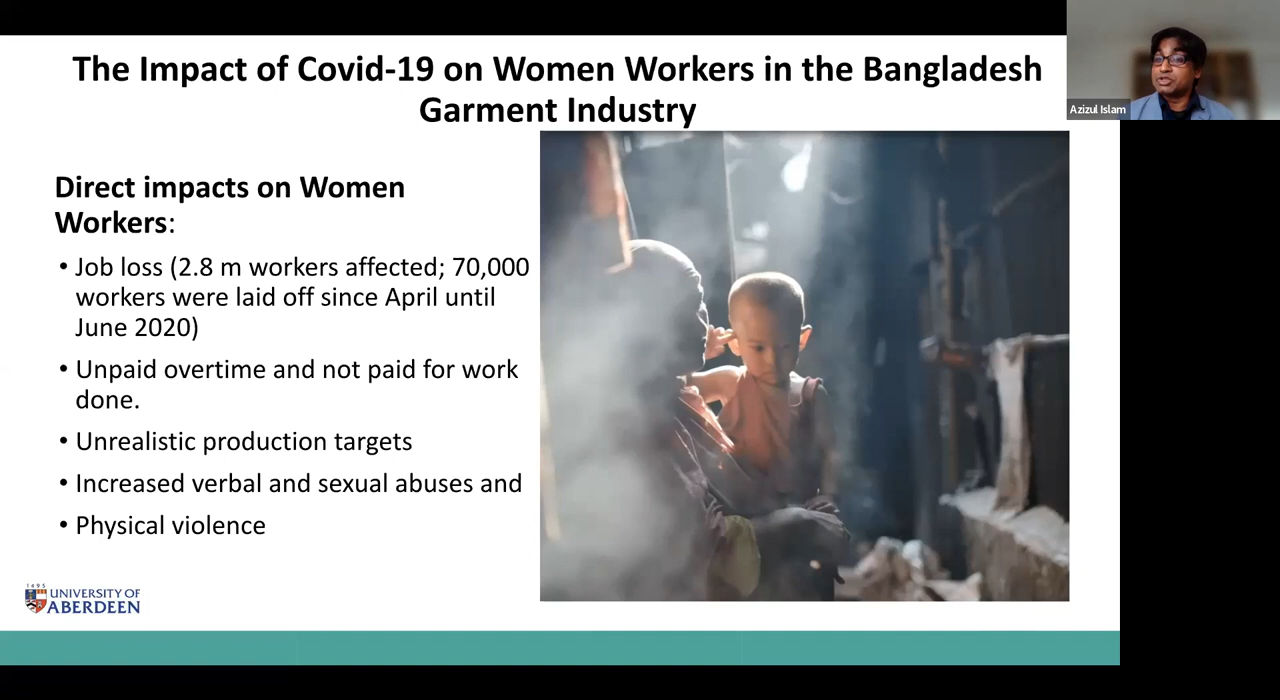 The Impact of Covid-19 on Women Workers in the Bangladesh
Garment Industry
Azizul Islam
Direct impacts on Women
Workers:
• Job loss (2.8 m workers affected; 70,000
workers were laid off since April until
June 2020)
• Unpaid overtime and not paid for work
done.
• Unrealistic production targets
• Increased verbal and sexual abuses and
• Physical violence
1495
UNIVERSITY OF
ABERDEEN